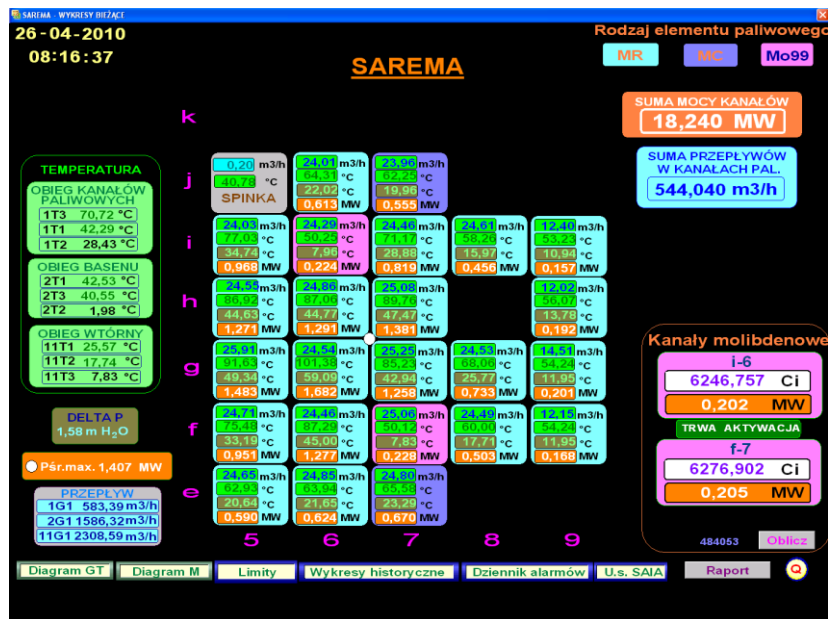 SAREMA - WYKRESY BIEŻĄCE
26-04-2010
08:16:37
SAREMA
Rodzaj elementu paliwowego
MR MC Mo99
SUMA MOCY KANAŁÓW
18,240 MW
SUMA PRZEPŁYWÓW
W KANAŁACH PAL.
544,040 m3/h
TEMPERATURA
OBIEG KANAŁÓW
PALIWOWYCH
1T3 70,72 °C
1T1 42,29 °C
1T2 28,43 °C
OBIEG BASENU
2T1 42,53 °C
2T3 40,55 °C
2T2 1,98 °C
OBIEG WTÓRNY
11T1 25,57 °C
11T2 17,74 °C
11T3 7,83 °C
DELTA P
1,58 m H2O
Pśr.max. 1,407 MW
PRZEPŁYW
1G1 583,39 m3/h
2G1 1586,32 m3/h
11G1 2308,59 m3/h
k
j
0,20 m3/h 24,01 m3/h 23,96 m3/h
40,78 °C 64,31 °C 62,25 °C
SPINKA 22,02 °C 19,96 °C
0,613 MW 0,555 MW
i
24,03 m3/h 24,29 m3/h 24,46 m3/h 24,61 m3/h 12,40 m3/h
77,03 °C 50,25 °C 71,17 °C 58,26 °C 53,23 °C
34,74 °C 7,96 °C 28,88 °C 15,97 °C 10,94 °C
0,968 MW 0,224 MW 0,819 MW 0,456 MW 0,157 MW
h
24,55 m3/h 24,86 m3/h 25,08 m3/h 12,02 m3/h
86,92 °C 87,06 °C 89,76 °C 56,07 °C
44,63 °C 44,77 °C 47,47 °C 13,78 °C
1,271 MW 1,291 MW 1,381 MW 0,192 MW
g
25,91 m3/h 24,54 m3/h 25,25 m3/h 24,53 m3/h 14,51 m3/h
91,63 °C 101,38 °C 85,23 °C 68,06 °C 54,24 °C
49,34 °C 59,09 °C 42,94 °C 25,77 °C 11,95 °C
1,483 MW 1,682 MW 1,258 MW 0,733 MW 0,201 MW
f
24,71 m3/h 24,46 m3/h 25,06 m3/h 24,49 m3/h 12,15 m3/h
75,48 °C 87,29 °C 50,12 °C 60,00 °C 54,24 °C
33,19 °C 45,00 °C 7,83 °C 17,71 °C 11,95 °C
0,951 MW 1,277 MW 0,228 MW 0,503 MW 0,168 MW
e
24,65 m3/h 24,85 m3/h 24,80 m3/h
62,93 °C 63,94 °C 65,58 °C
20,64 °C 21,65 °C 23,29 °C
0,590 MW 0,624 MW 0,670 MW
5 6 7 8 9
Kanały molibdenowe
i-6
6246,757 Ci
0,202 MW
TRWA AKTYWACJA
f-7
6276,902 Ci
0,205 MW
484053 Oblicz
Diagram GT Diagram M Limity Wykresy historyczne Dziennik alarmów U.s. SAIA Raport Q